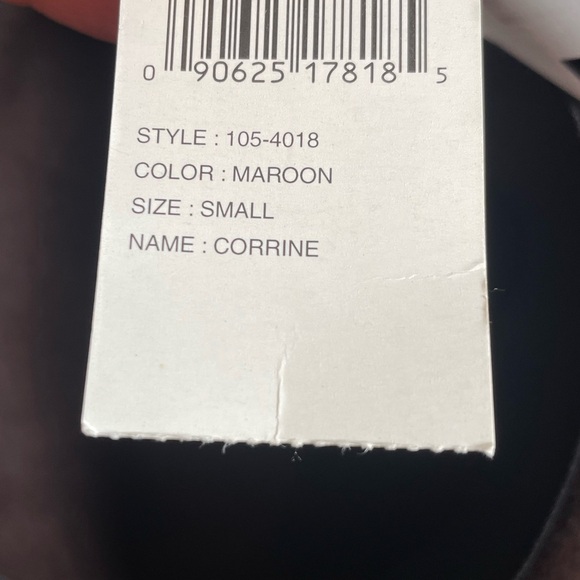 0 90625 17818 5
STYLE : 105-4018
COLOR : MAROON
SIZE : SMALL
NAME : CORRINE